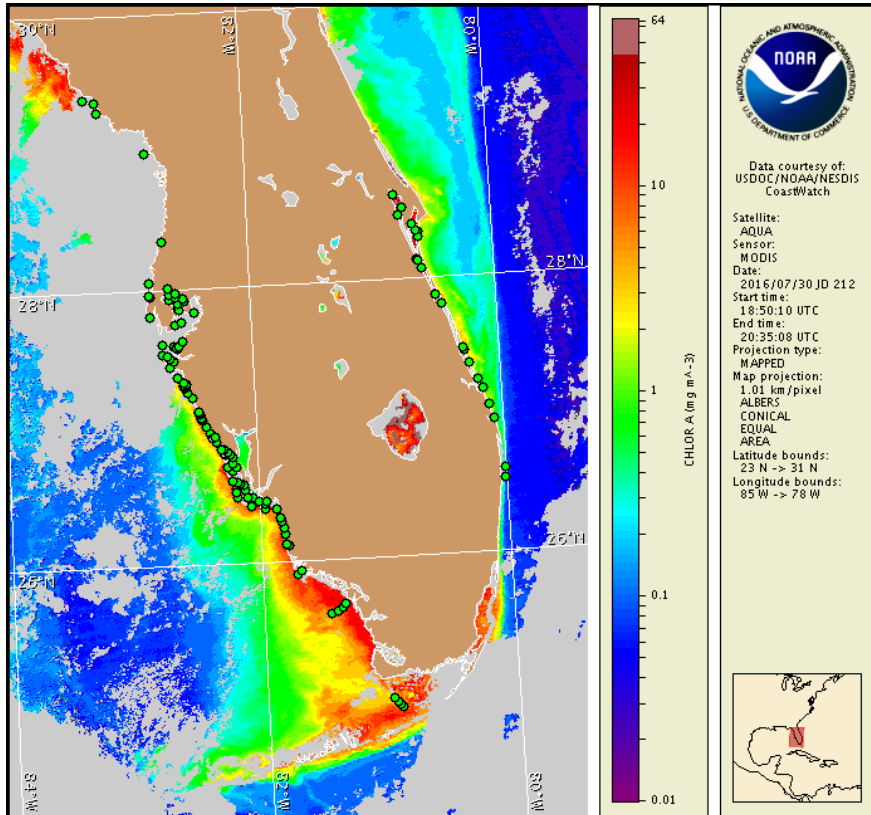 30°N
82°W
80°W
28°N
28°N
26°N
26°N
84°W
82°W
80°W
64
10
1
0.1
0.01
CHLOR A (mg m^-3)
NATIONAL OCEANIC AND ATMOSPHERIC ADMINISTRATION
NOAA
U.S. DEPARTMENT OF COMMERCE
Data courtesy of:
USDOC/NOAA/NESDIS
CoastWatch
Satellite:
AQUA
Sensor:
MODIS
Date:
2016/07/30 JD 212
Start time:
18:50:10 UTC
End time:
20:35:08 UTC
Projection type:
MAPPED
Map projection:
1.01 km/pixel
ALBERS
CONICAL
EQUAL
AREA
Latitude bounds:
23 N -> 31 N
Longitude bounds:
85 W -> 78 W